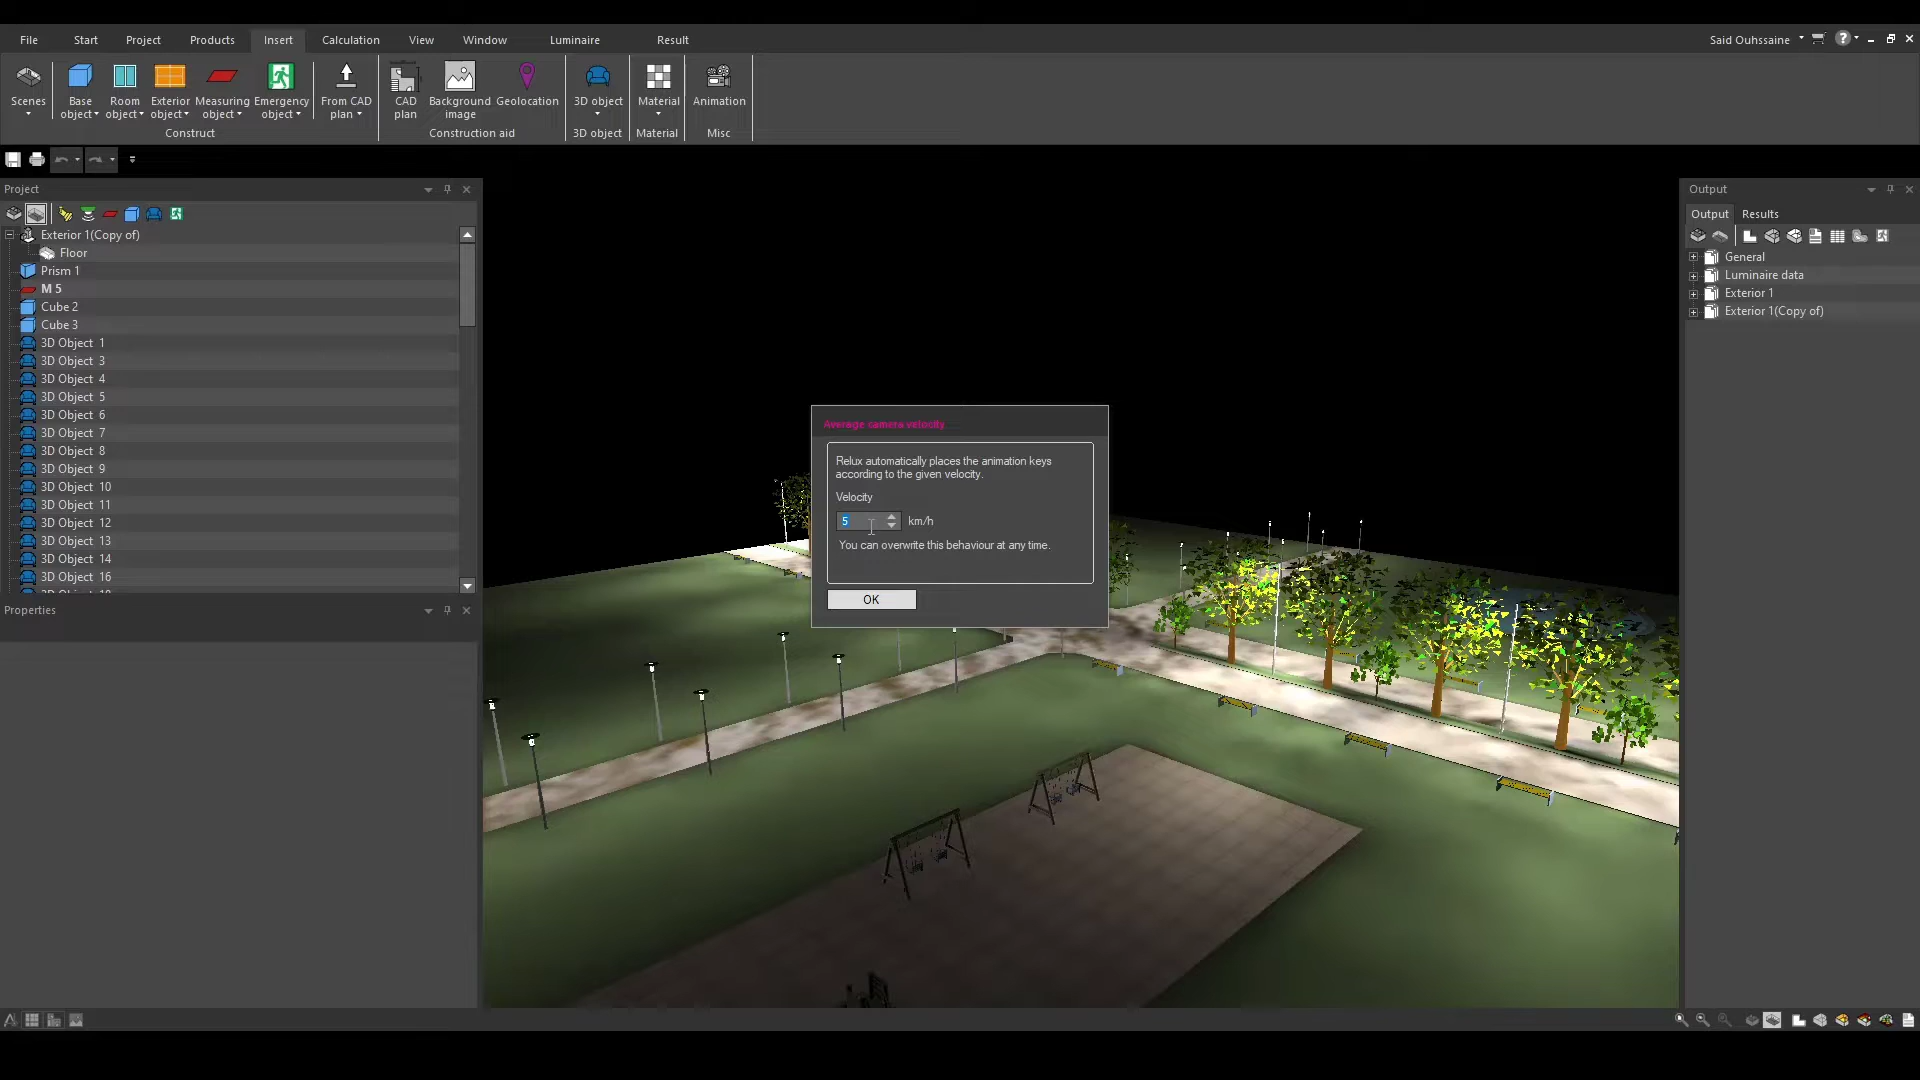 File Start Project Products Insert Calculation View Window Luminaire Result Said Ouhssaine
Scenes
Base object
Room object
Exterior object
Measuring object
Emergency object
From CAD plan
CAD plan
Background image
Geolocation
3D object
Material
Animation
Construct Construction aid 3D object Material Misc
Project
Exterior 1(Copy of)
Floor
Prism 1
M 5
Cube 2
Cube 3
3D Object 1
3D Object 3
3D Object 4
3D Object 5
3D Object 6
3D Object 7
3D Object 8
3D Object 9
3D Object 10
3D Object 11
3D Object 12
3D Object 13
3D Object 14
3D Object 16
Properties
Average camera velocity
Relux automatically places the animation keys
according to the given velocity.
Velocity
5 km/h
You can overwrite this behaviour at any time.
OK
Output
Output Results
General
Luminaire data
Exterior 1
Exterior 1(Copy of)